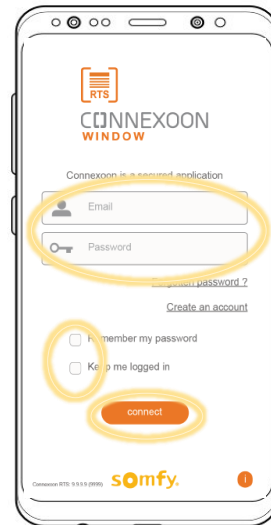 RTS
CONNEXOON
WINDOW
Connexoon is a secured application
Email
Password
Forgotten password ?
Create an account
Remember my password
Keep me logged in
connect
Connexoon RTS: 9.9.9.9 (9999)
somfy.
i